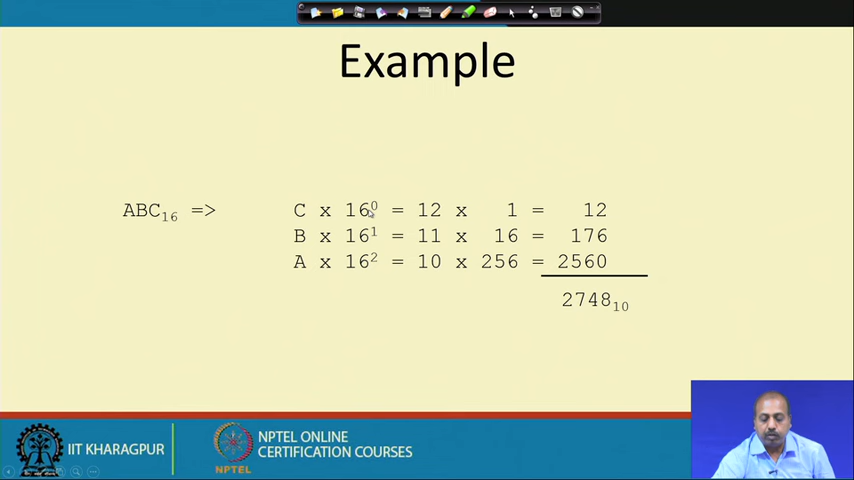 Example
ABC₁₆ => C x 16⁰ = 12 x 1 = 12
B x 16¹ = 11 x 16 = 176
A x 16² = 10 x 256 = 2560
2748₁₀
IIT KHARAGPUR
NPTEL
NPTEL ONLINE
CERTIFICATION COURSES